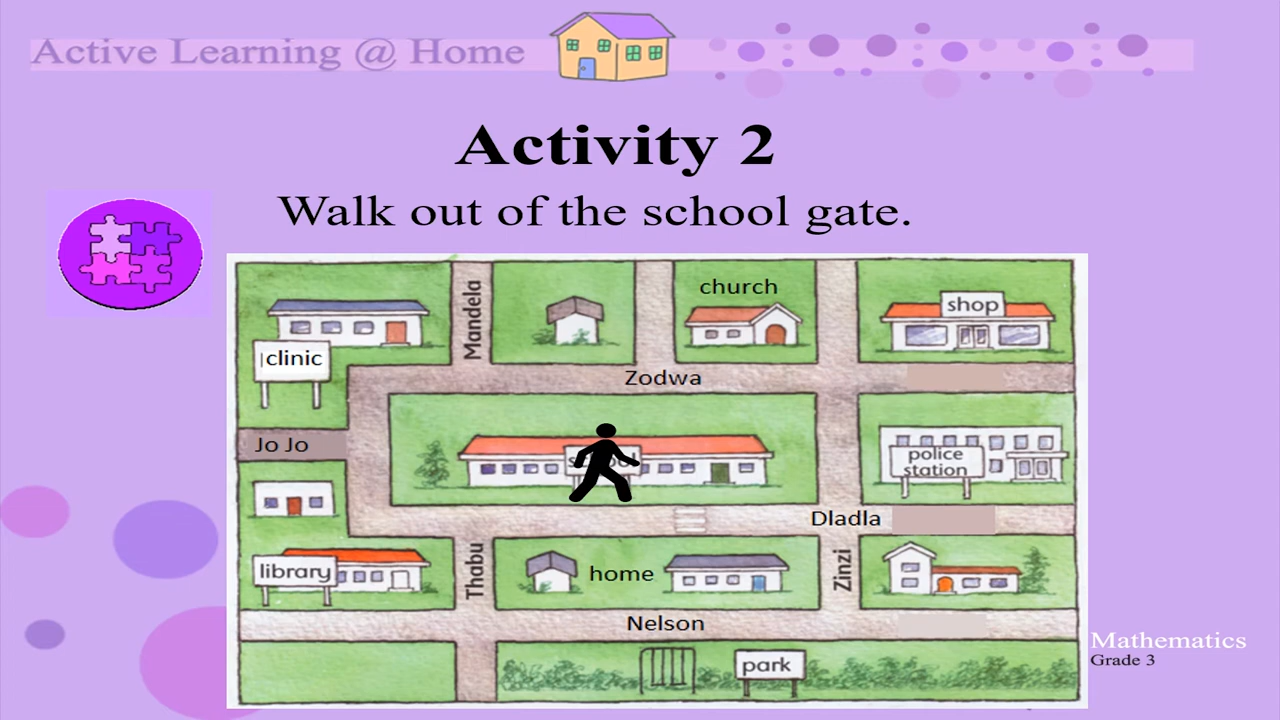 Active Learning @ Home
Activity 2
Walk out of the school gate.
church
shop
Mandela
clinic
Zodwa
Jo Jo
school
police
station
Dladla
library
Thabu
home
Zinzi
Nelson
park
Mathematics
Grade 3